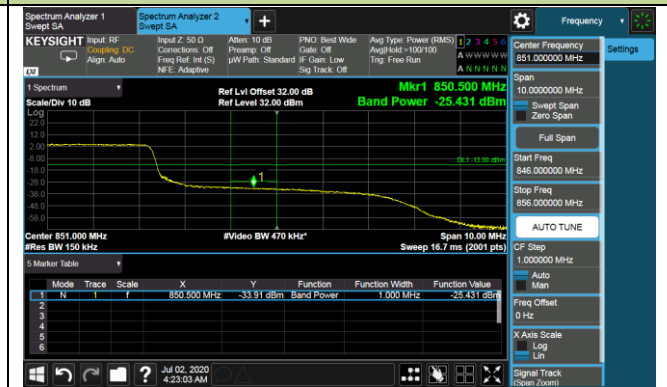 Spectrum Analyzer 1
Swept SA
Spectrum Analyzer 2
Swept SA
Frequency
KEYSIGHT
Input: RF
Coupling: DC
Align: Auto
Input Z: 50 Ω
Corrections: Off
Freq Ref: Int (S)
NFE: Adaptive
Atten: 10 dB
Preamp: Off
µW Path: Standard
PNO: Best Wide
Gate: Off
IF Gain: Low
Sig Track: Off
Avg Type: Power (RMS)
Avg|Hold:>100/100
Trig: Free Run
1 2 3 4 5 6
A W W W W W
A N N N N N
LXI
1 Spectrum
Scale/Div 10 dB
Ref Lvl Offset 32.00 dB
Ref Level 32.00 dBm
Mkr1 850.500 MHz
Band Power -25.431 dBm
Log
22.0
12.0
2.00
-8.00
-18.0
-28.0
-38.0
-48.0
-58.0
DL1 -13.00 dBm
1
Center 851.000 MHz
#Res BW 150 kHz
#Video BW 470 kHz*
Span 10.00 MHz
Sweep 16.7 ms (2001 pts)
5 Marker Table
Mode Trace Scale X Y Function Function Width Function Value
1 N 1 f 850.500 MHz -33.91 dBm Band Power 1.000 MHz -25.431 dBm
2
3
4
5
6
Jul 02, 2020
4:23:03 AM
Center Frequency
851.000000 MHz
Settings
Span
10.0000000 MHz
Swept Span
Zero Span
Full Span
Start Freq
846.000000 MHz
Stop Freq
856.000000 MHz
AUTO TUNE
CF Step
1.000000 MHz
Auto
Man
Freq Offset
0 Hz
X Axis Scale
Log
Lin
Signal Track
(Span Zoom)